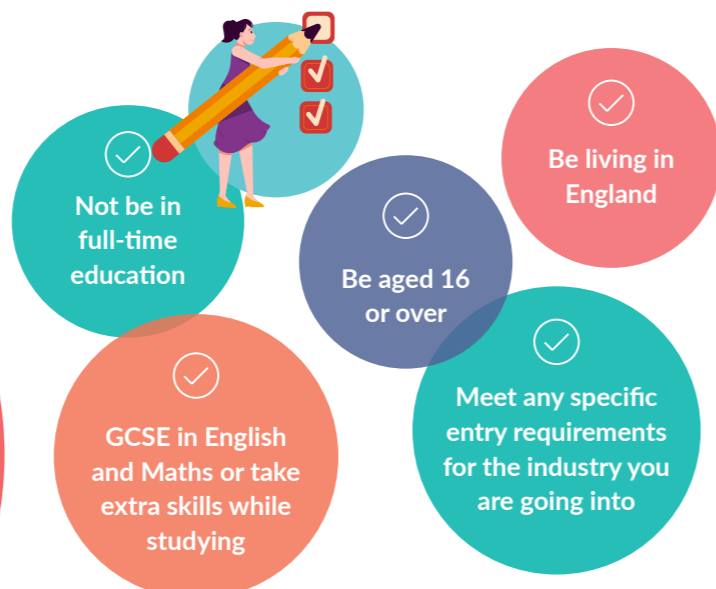 Not be in
full-time
education
Be aged 16
or over
Be living in
England
GCSE in English
and Maths or take
extra skills while
studying
Meet any specific
entry requirements
for the industry you
are going into